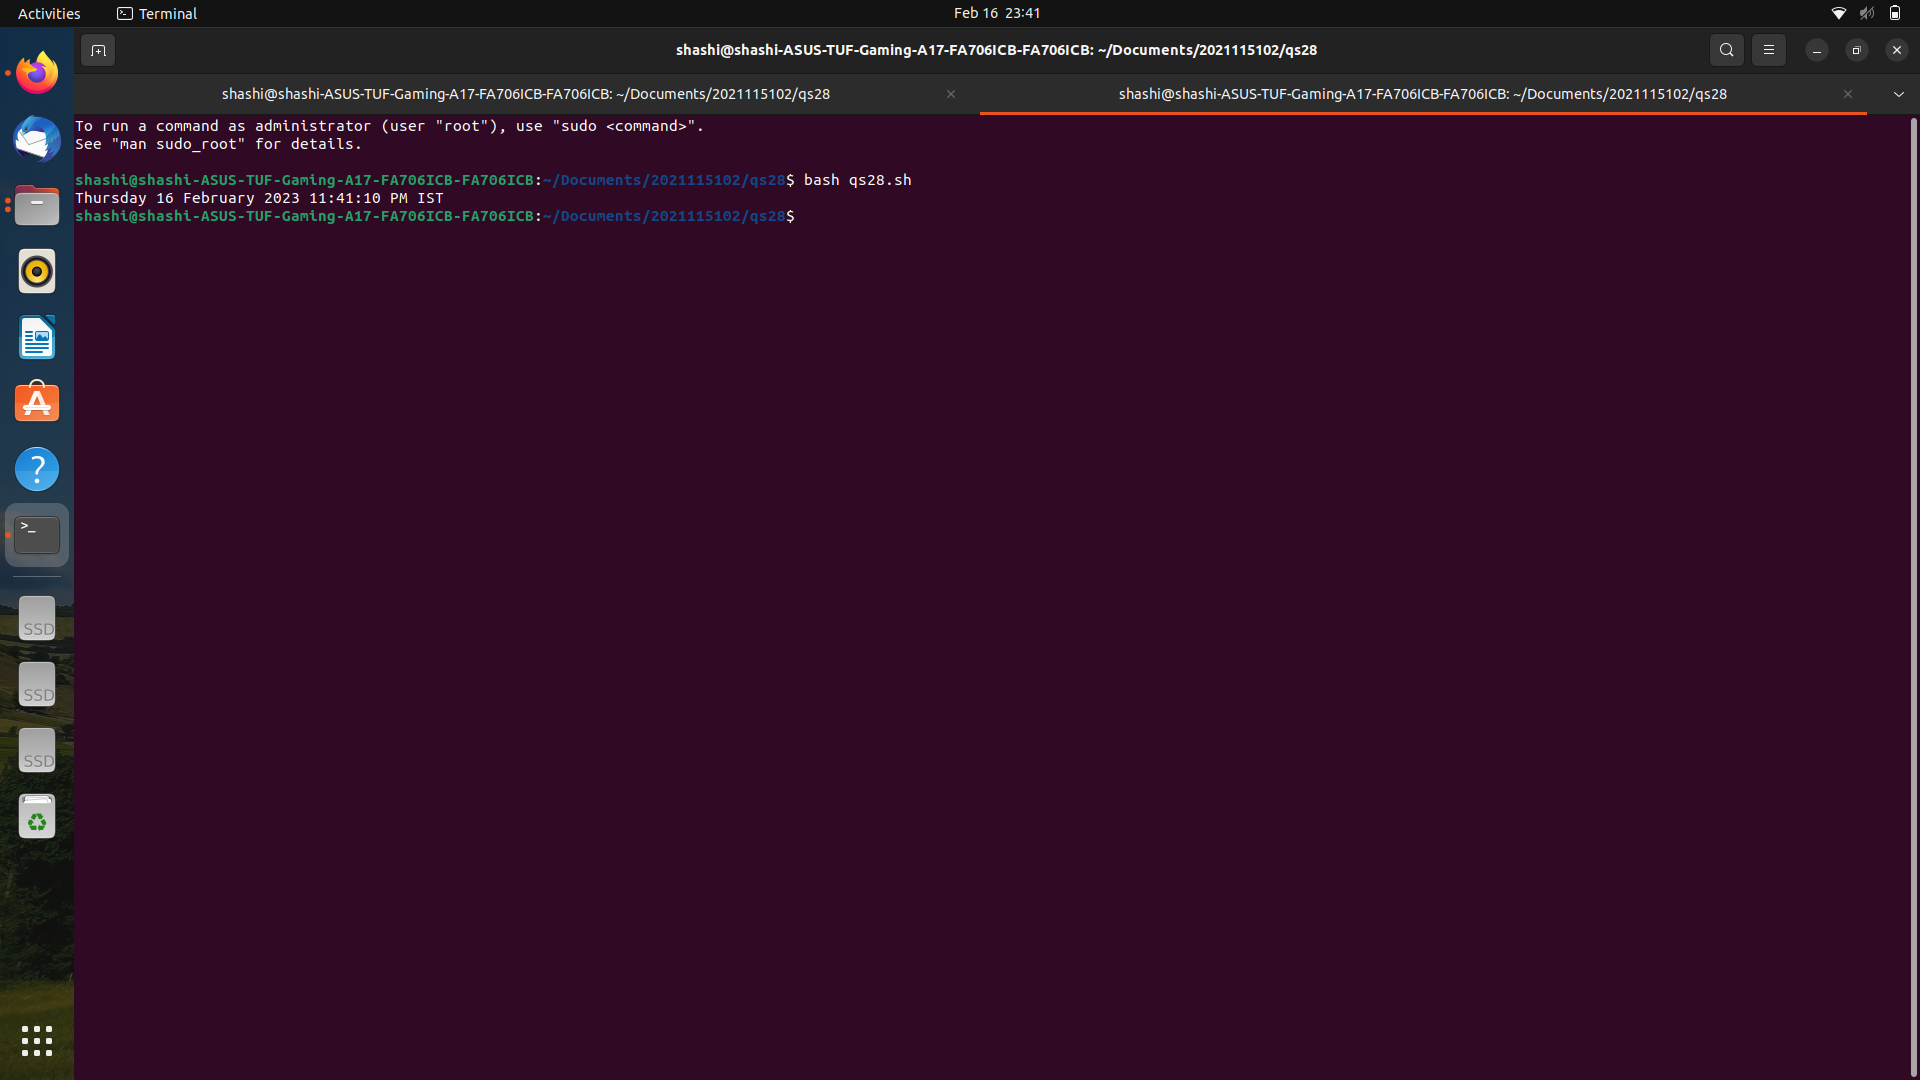 Activities
Terminal
Feb 16 23:41
shashi@shashi-ASUS-TUF-Gaming-A17-FA706ICB-FA706ICB: ~/Documents/2021115102/qs28
shashi@shashi-ASUS-TUF-Gaming-A17-FA706ICB-FA706ICB: ~/Documents/2021115102/qs28
shashi@shashi-ASUS-TUF-Gaming-A17-FA706ICB-FA706ICB: ~/Documents/2021115102/qs28
To run a command as administrator (user "root"), use "sudo <command>".
See "man sudo_root" for details.
shashi@shashi-ASUS-TUF-Gaming-A17-FA706ICB-FA706ICB:~/Documents/2021115102/qs28$ bash qs28.sh
Thursday 16 February 2023 11:41:10 PM IST
shashi@shashi-ASUS-TUF-Gaming-A17-FA706ICB-FA706ICB:~/Documents/2021115102/qs28$
SSD
SSD
SSD